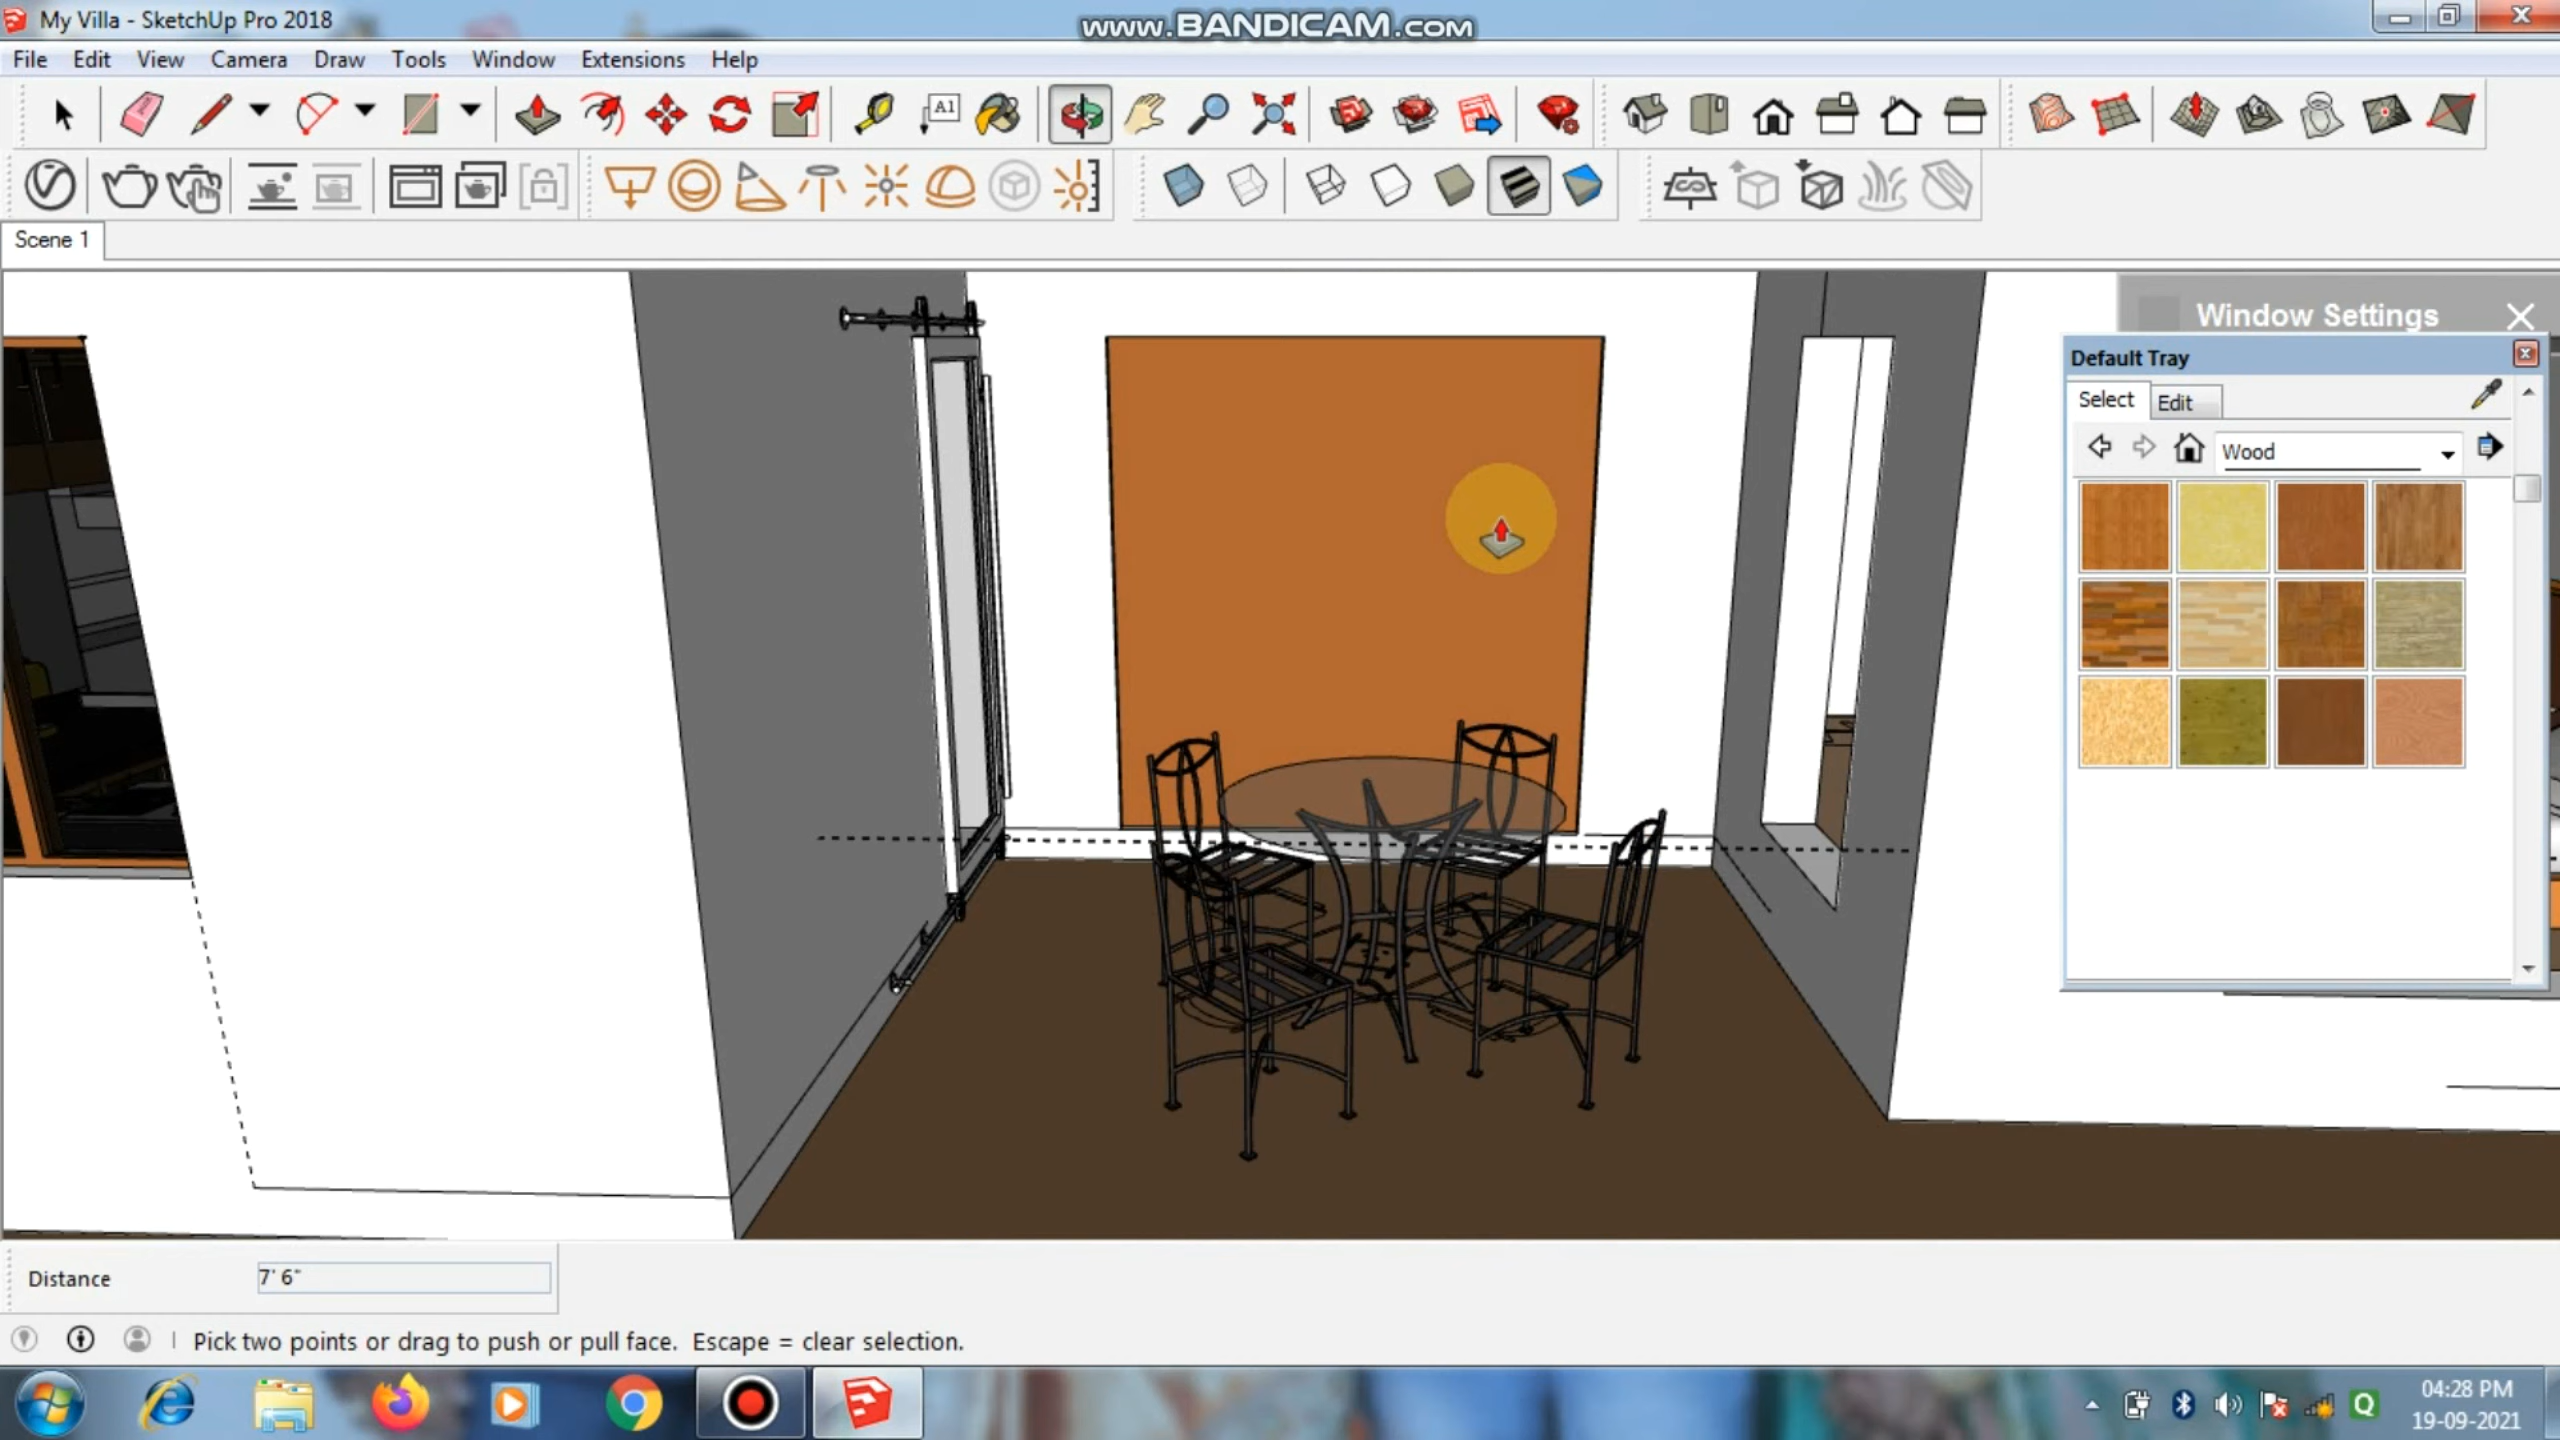 My Villa - SketchUp Pro 2018
www.BANDICAM.com
File Edit View Camera Draw Tools Window Extensions Help
A1
Scene 1
Window Settings
Default Tray
Select Edit
Wood
Distance 7' 6"
Pick two points or drag to push or pull face. Escape = clear selection.
04:28 PM
19-09-2021